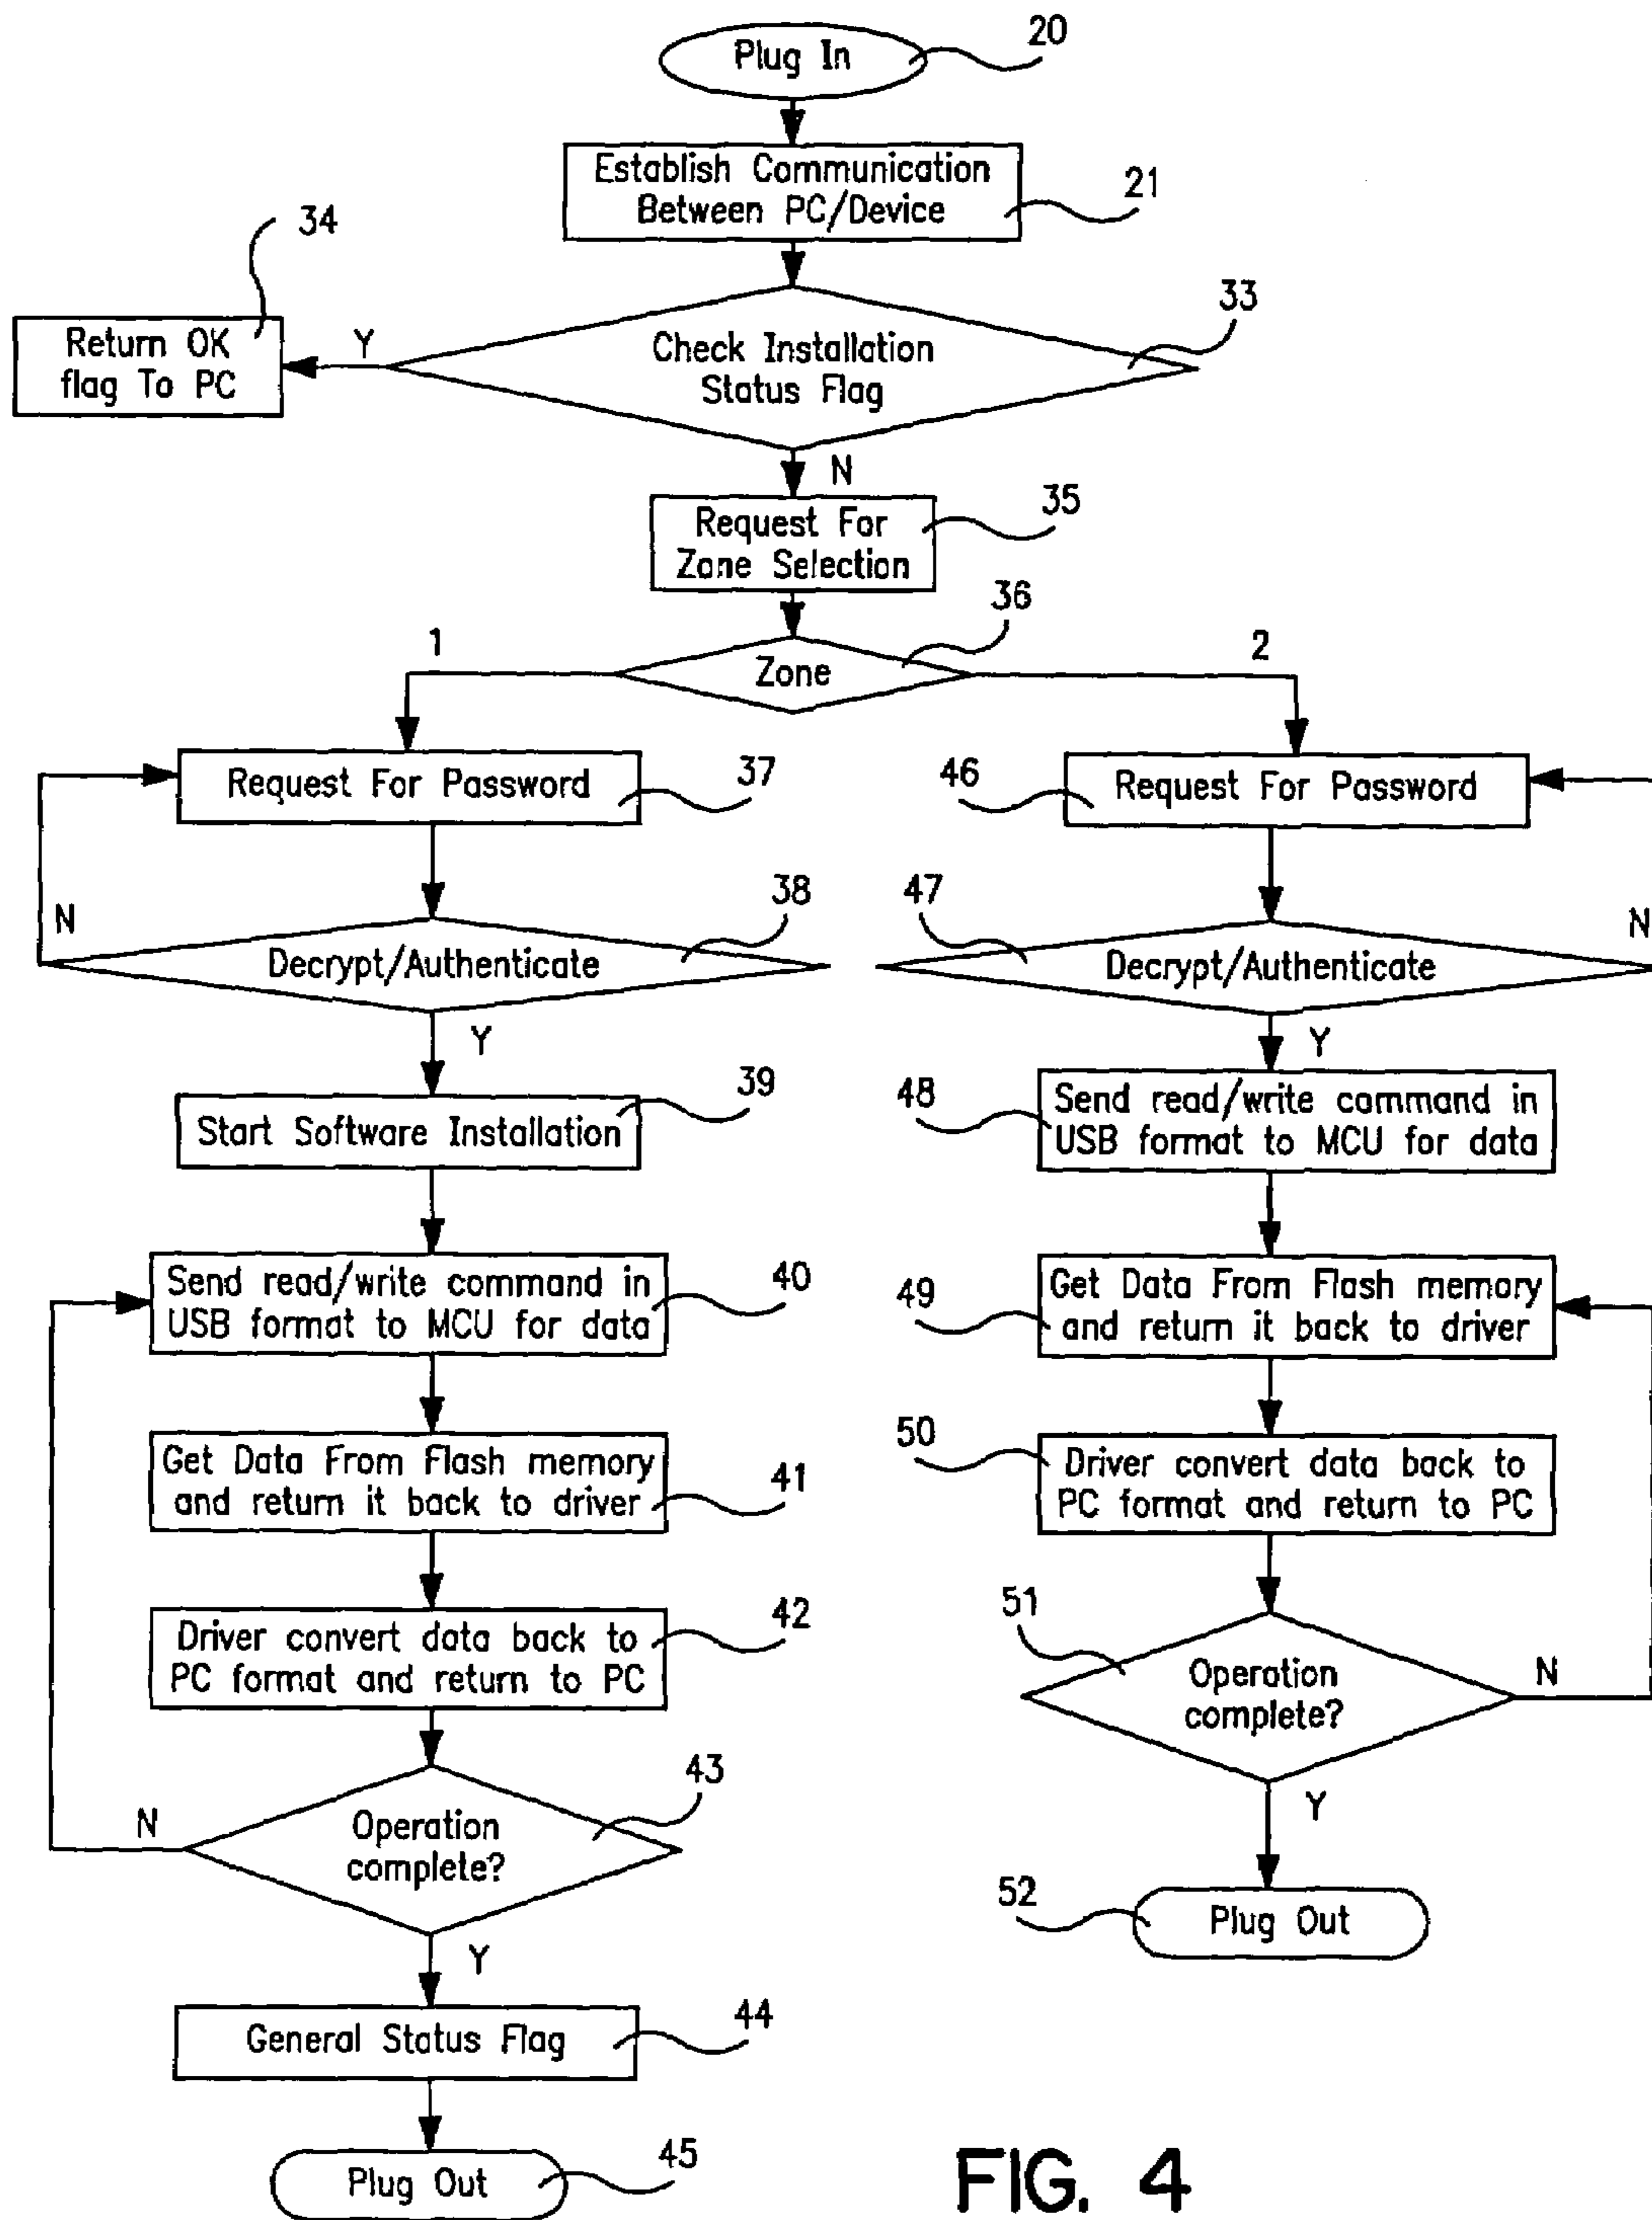 Plug In
20
Establish Communication
Between PC/Device
21
34
Return OK
flag To PC
Y
Check Installation
Status Flag
33
N
Request For
Zone Selection
35
36
1
Zone
2
Request For Password
37
N
38
Decrypt/Authenticate
Y
39
Start Software Installation
Send read/write command in
USB format to MCU for data
40
Get Data From Flash memory
and return it back to driver
41
Driver convert data back to
PC format and return to PC
42
43
N
Operation
complete?
Y
General Status Flag
44
Plug Out
45
46
Request For Password
47
N
Decrypt/Authenticate
Y
48
Send read/write command in
USB format to MCU for data
49
Get Data From Flash memory
and return it back to driver
50
Driver convert data back to
PC format and return to PC
51
Operation
complete?
N
Y
52
Plug Out
FIG. 4